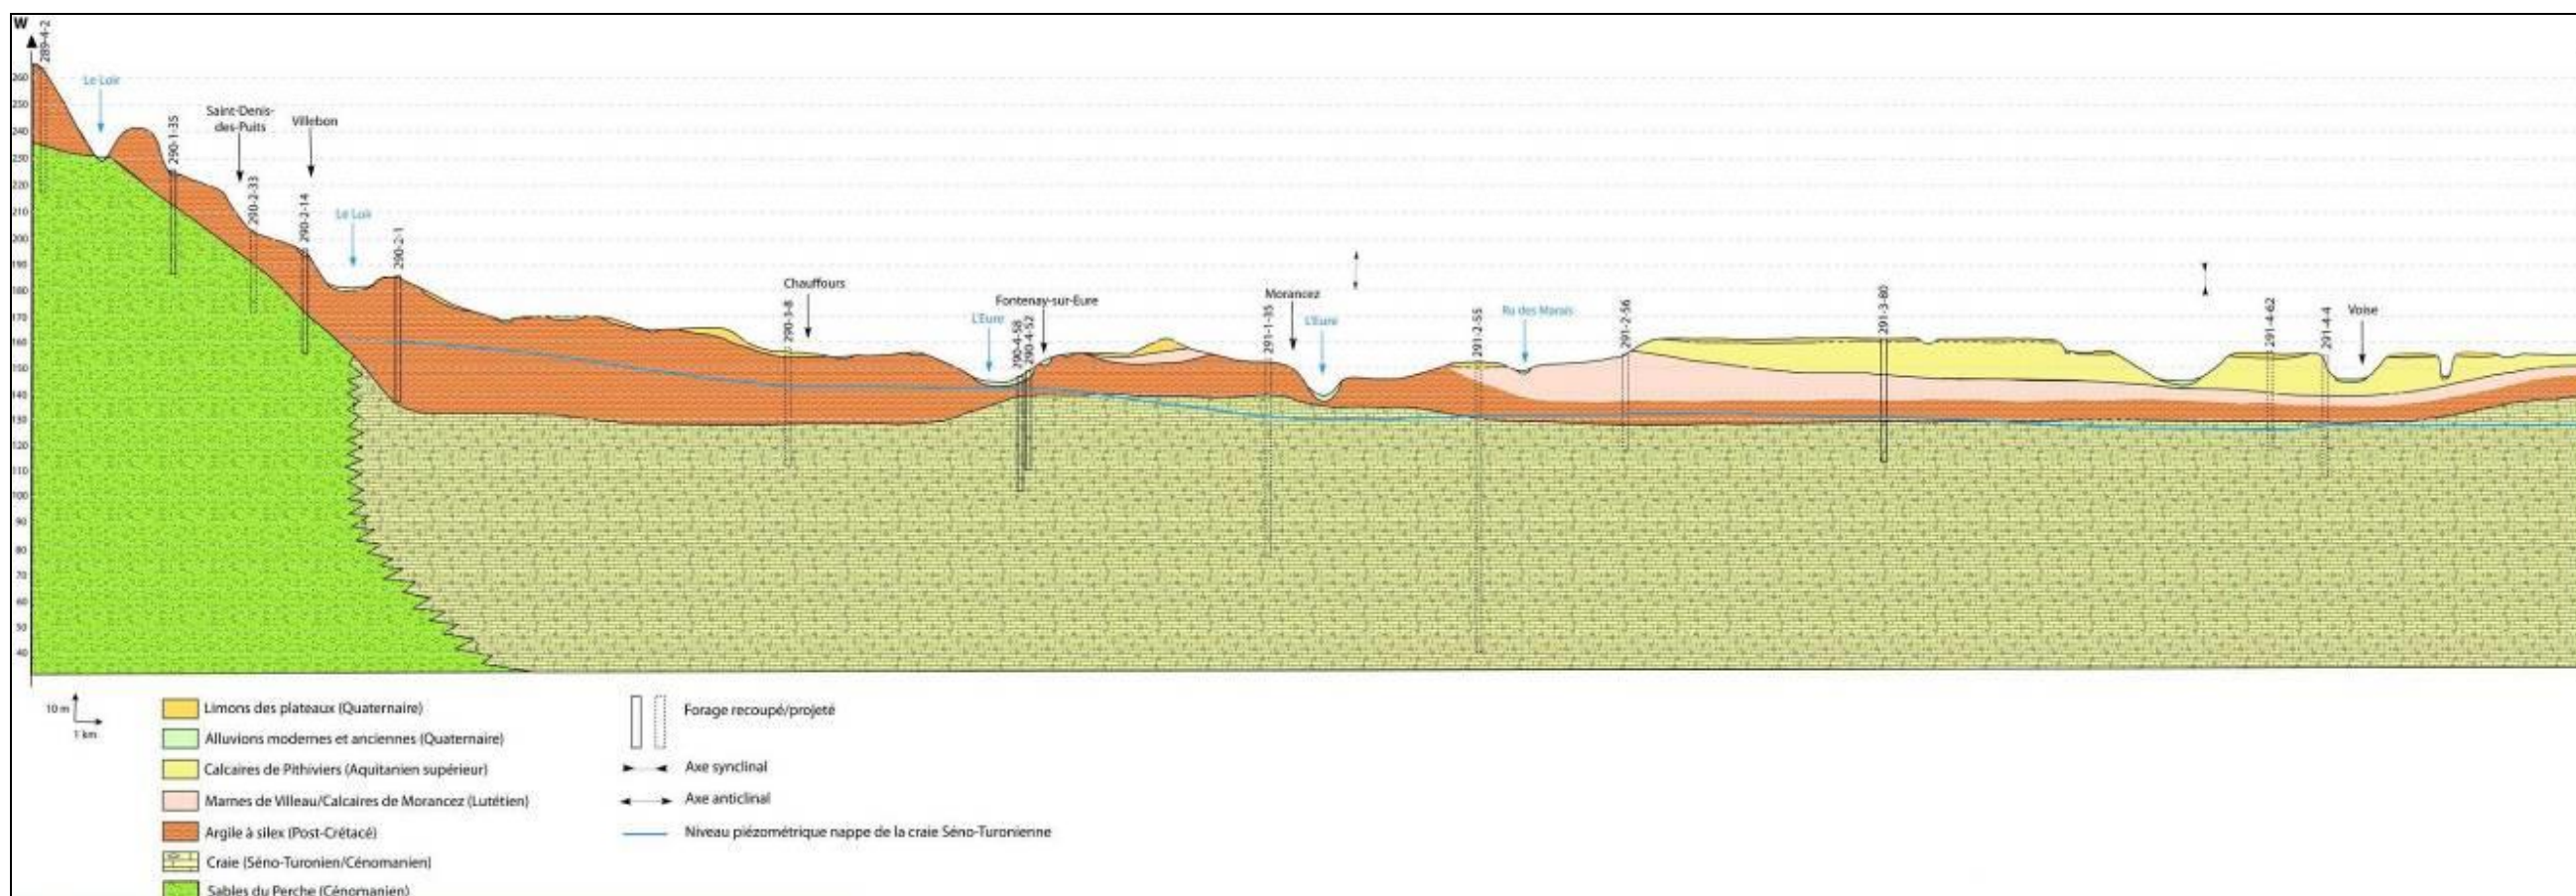 W
289-4-2
Le Loir
290-1-35
Saint-Denis-
des-Puits
290-2-33
Villebon
290-2-14
Le Loir
290-2-1
290-3-8
Chauffours
L'Eure
290-4-58
290-4-52
Fontenay-sur-Eure
291-1-35
Morancez
L'Eure
291-2-55
Ru des Marais
291-2-56
291-3-80
291-4-62
291-4-4
Voise
260
250
240
230
220
210
200
190
180
170
160
150
140
130
120
110
100
90
80
70
60
50
40
10 m
1 km
Limons des plateaux (Quaternaire)
Alluvions modernes et anciennes (Quaternaire)
Calcaires de Pithiviers (Aquitanien supérieur)
Marnes de Villeau/Calcaires de Morancez (Lutétien)
Argile à silex (Post-Crétacé)
Craie (Séno-Turonien/Cénomanien)
Sables du Perche (Cénomanien)
Forage recoupé/projeté
Axe synclinal
Axe anticlinal
Niveau piézométrique nappe de la craie Séno-Turonienne